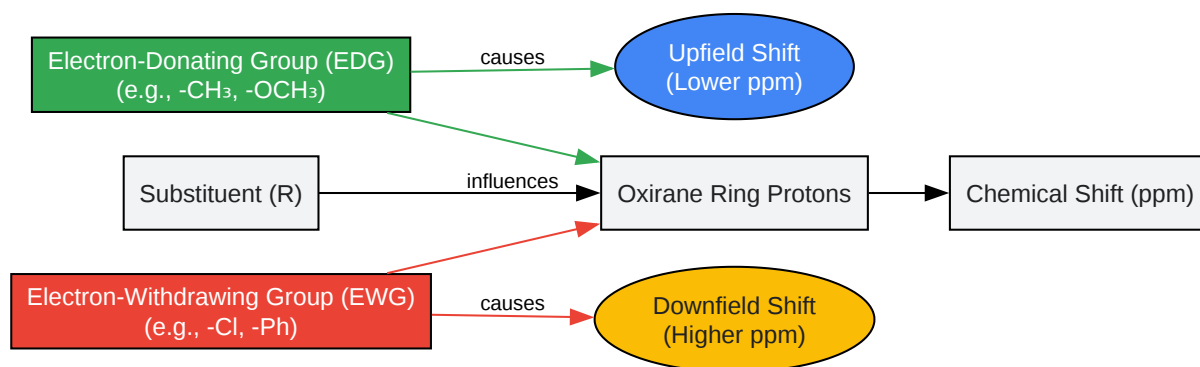 Electron-Donating Group (EDG)
(e.g., -CH₃, -OCH₃)
causes
Upfield Shift
(Lower ppm)
Substituent (R)
influences
Oxirane Ring Protons
Chemical Shift (ppm)
Electron-Withdrawing Group (EWG)
(e.g., -Cl, -Ph)
causes
Downfield Shift
(Higher ppm)